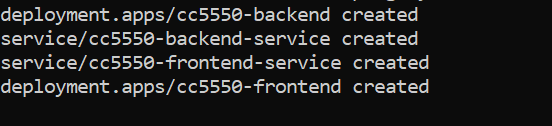 deployment.apps/cc5550-backend created
service/cc5550-backend-service created
service/cc5550-frontend-service created
deployment.apps/cc5550-frontend created